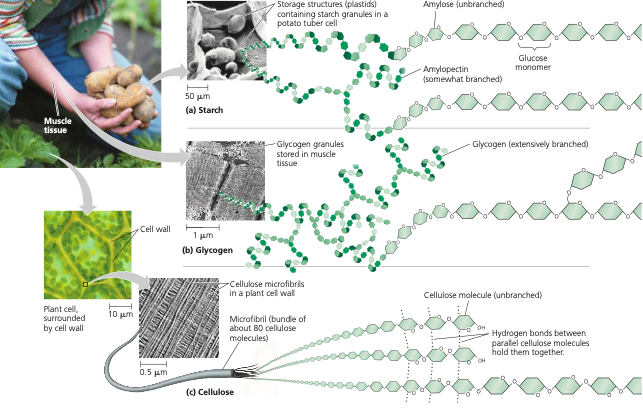 Storage structures (plastids)
containing starch granules in a
potato tuber cell
Amylose (unbranched)
Glucose
monomer
Amylopectin
(somewhat branched)
50 μm
(a) Starch
Muscle
tissue
Glycogen granules
stored in muscle
tissue
Glycogen (extensively branched)
1 μm
(b) Glycogen
Cell wall
Plant cell,
surrounded
by cell wall
10 μm
Cellulose microfibrils
in a plant cell wall
Microfibril (bundle of
about 80 cellulose
molecules)
0.5 μm
(c) Cellulose
Cellulose molecule (unbranched)
Hydrogen bonds between
parallel cellulose molecules
hold them together.
OH
OH